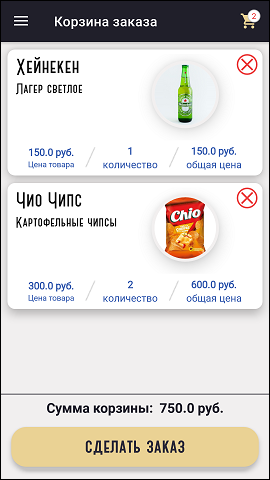 Корзина заказа
2
Хейнекен
Лагер светлое
150.0 руб. 1 150.0 руб.
Цена товара количество общая цена
Чио Чипс
Chio
Картофельные чипсы
300.0 руб. 2 600.0 руб.
Цена товара количество общая цена
Сумма корзины: 750.0 руб.
СДЕЛАТЬ ЗАКАЗ